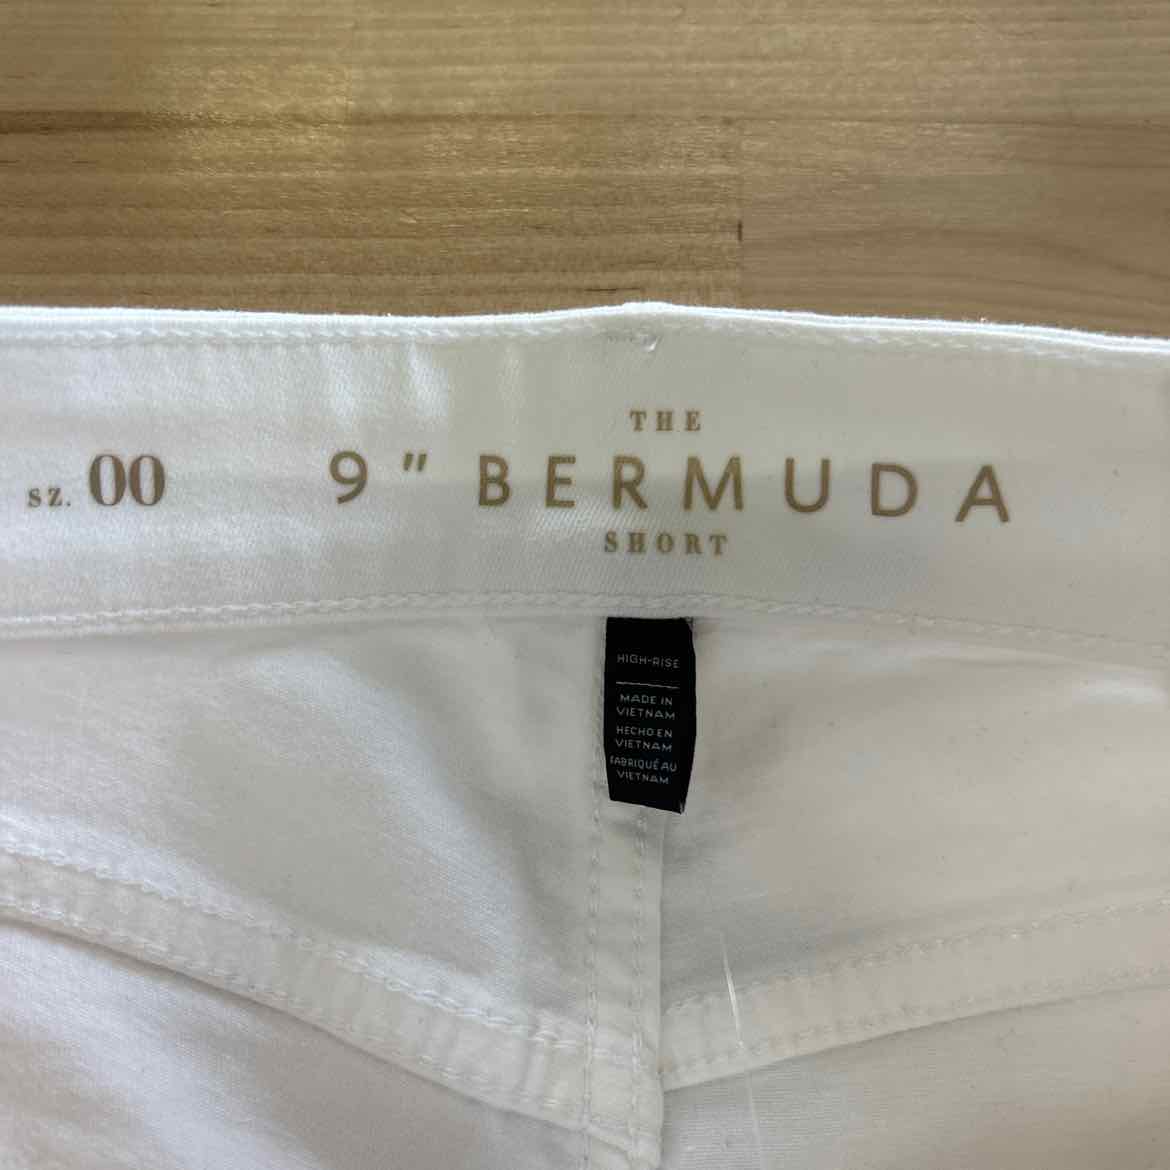 THE
sz. 00 9" BERMUDA
SHORT
HIGH-RISE
MADE IN
VIETNAM
HECHO EN
VIETNAM
FABRIQUÉ AU
VIETNAM